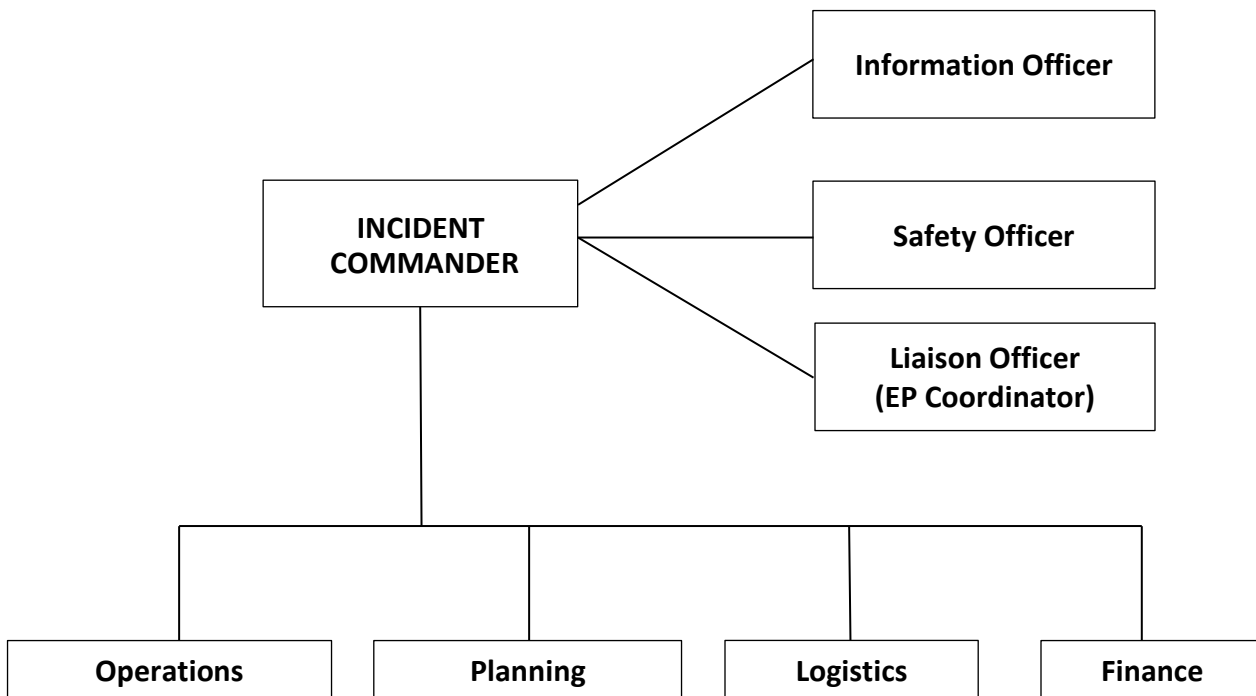 Information Officer
INCIDENT
COMMANDER
Safety Officer
Liaison Officer
(EP Coordinator)
Operations
Planning
Logistics
Finance